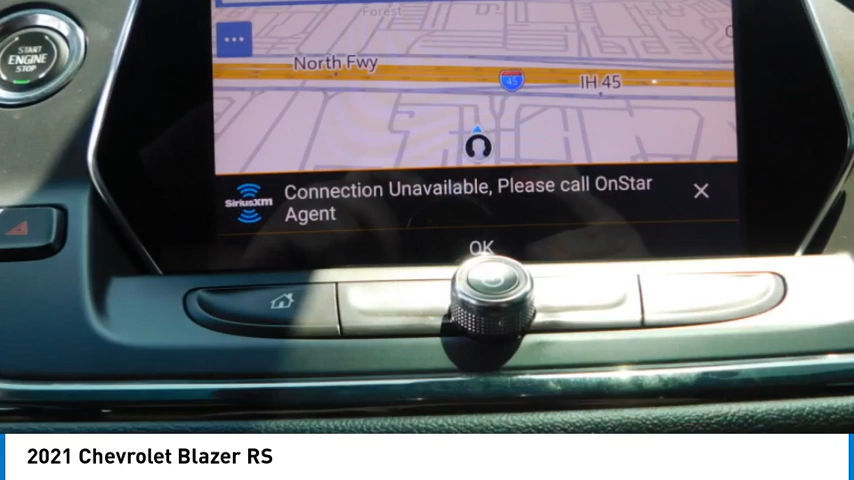 Forest
START
ENGINE
STOP
...
North Fwy
45
IH 45
SiriusXM
Connection Unavailable, Please call OnStar
Agent
OK
2021 Chevrolet Blazer RS